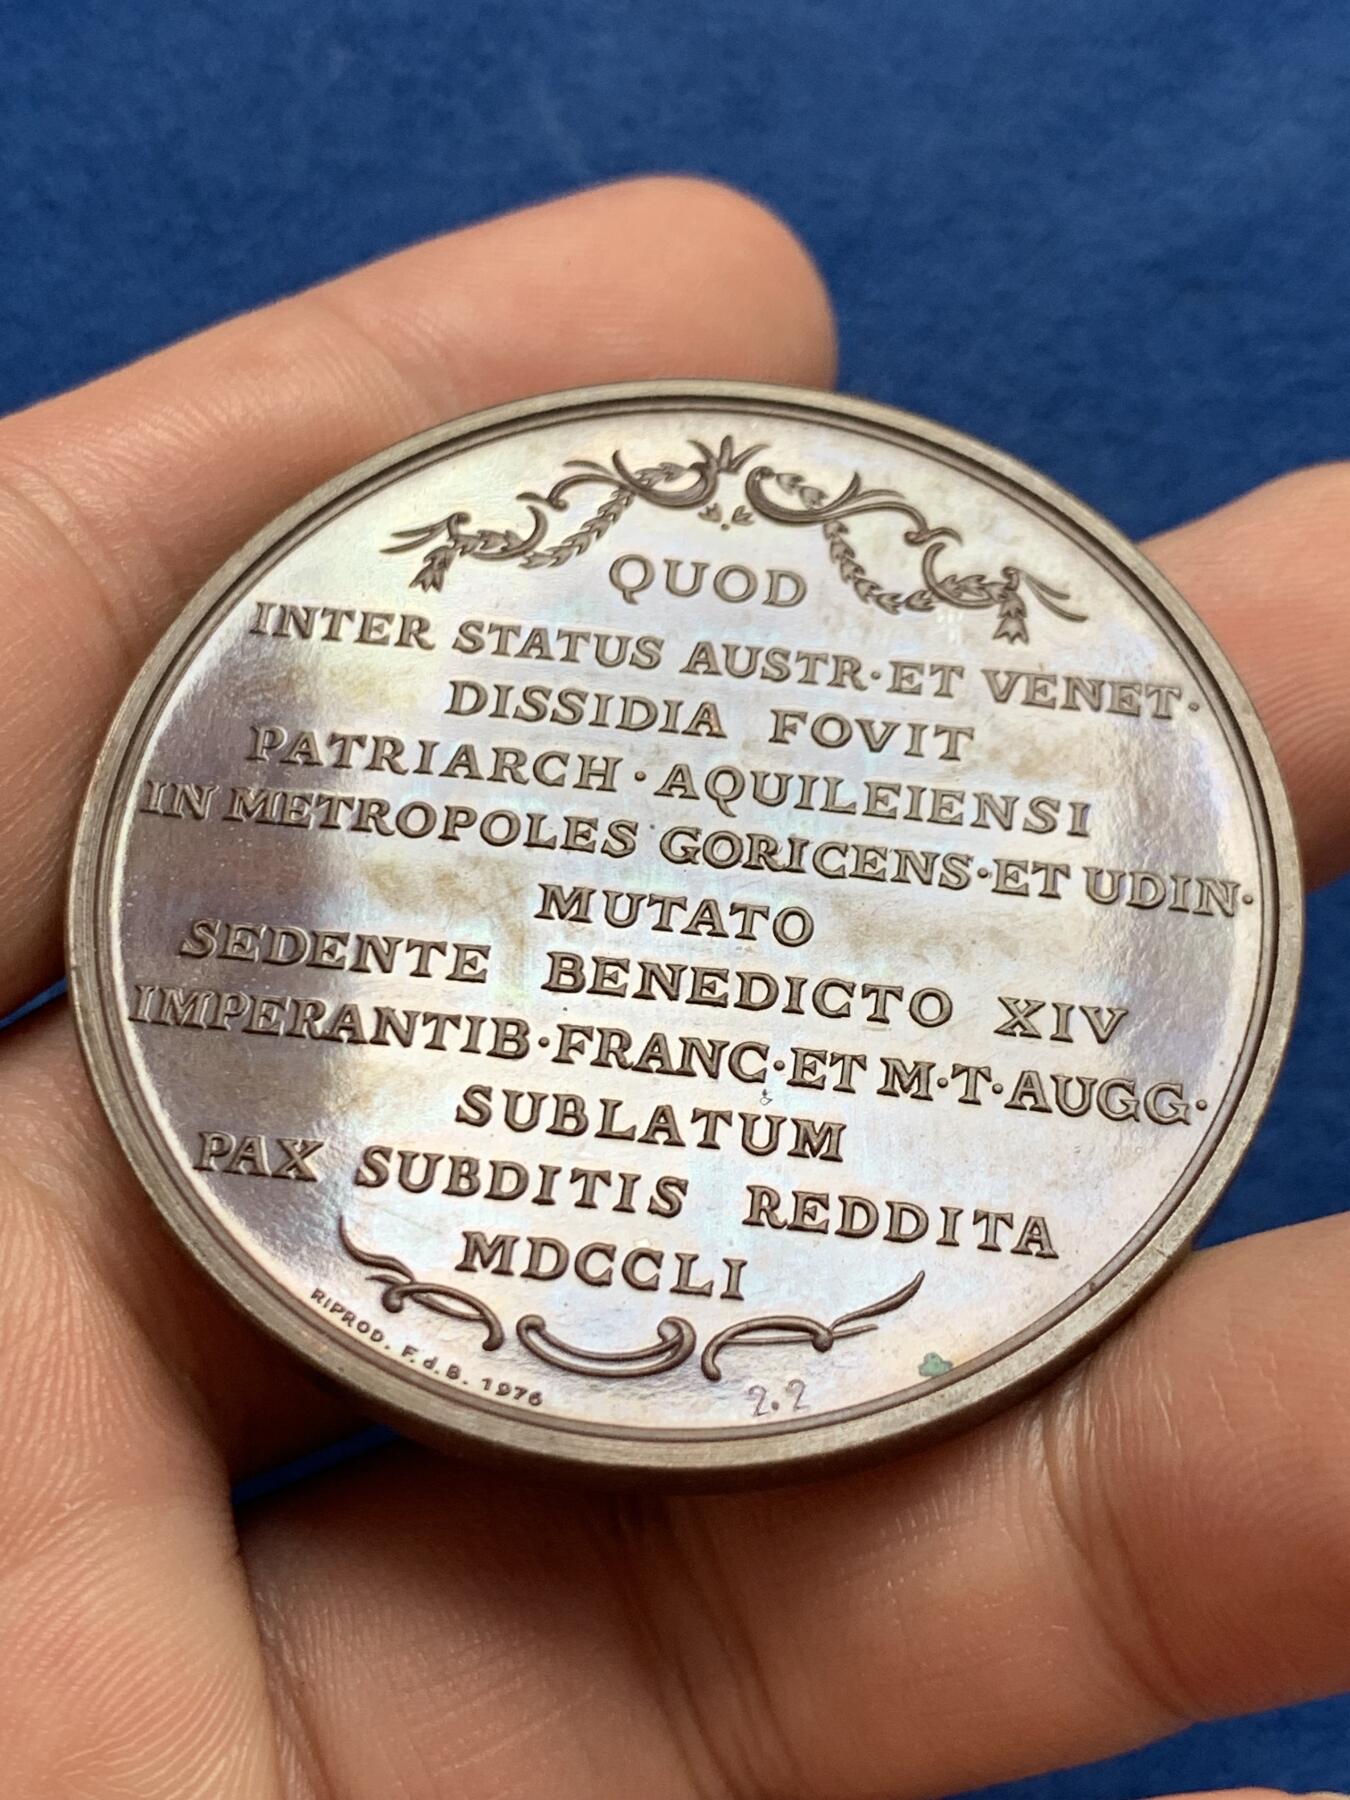 QUOD
INTER STATUS AUSTR·ET VENET·
DISSIDIA FOVIT
PATRIARCH·AQUILEIENSI
IN METROPOLES GORICENS·ET UDIN·
MUTATO
SEDENTE BENEDICTO XIV
IMPERANTIB·FRANC·ET M·T·AUGG·
SUBLATUM
PAX SUBDITIS REDDITA
MDCCLI
RIPROD. F.d.B. 1976
2.2